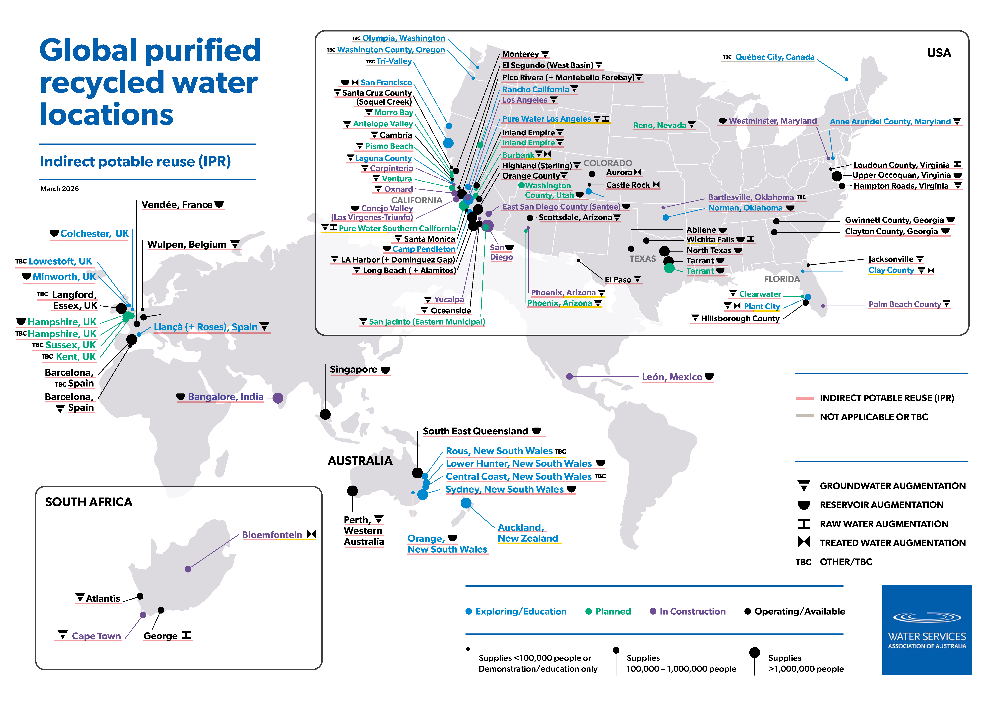 Global purified
recycled water
locations
Indirect potable reuse (IPR)
March 2026
USA
TBC Olympia, Washington
TBC Washington County, Oregon
TBC Tri-Valley
San Francisco
Santa Cruz County
(Soquel Creek)
Morro Bay
Antelope Valley
Cambria
Pismo Beach
Laguna County
Carpinteria
Ventura
Oxnard
CALIFORNIA
Conejo Valley
(Las Virgenes-Triunfo)
Pure Water Southern California
Santa Monica
Camp Pendleton
LA Harbor (+ Dominguez Gap)
Long Beach ( + Alamitos)
Yucaipa
Oceanside
San Jacinto (Eastern Municipal)
Monterey
El Segundo (West Basin)
Pico Rivera (+ Montebello Forebay)
Rancho California
Los Angeles
Pure Water Los Angeles
Reno, Nevada
Inland Empire
Inland Empire
Burbank
Highland (Sterling)
Orange County
Washington
County, Utah
East San Diego County (Santee)
Scottsdale, Arizona
San
Diego
Phoenix, Arizona
Phoenix, Arizona
COLORADO
Aurora
Castle Rock
TBC Québec City, Canada
Westminster, Maryland
Anne Arundel County, Maryland
Loudoun County, Virginia
Upper Occoquan, Virginia
Hampton Roads, Virginia
Bartlesville, Oklahoma TBC
Norman, Oklahoma
Gwinnett County, Georgia
Clayton County, Georgia
Abilene
Wichita Falls
North Texas
TEXAS
Tarrant
Tarrant
El Paso
Jacksonville
Clay County
FLORIDA
Clearwater
Plant City
Hillsborough County
Palm Beach County
Vendée, France
Colchester, UK
Wulpen, Belgium
TBC Lowestoft, UK
Minworth, UK
TBC Langford,
Essex, UK
Hampshire, UK
TBC Hampshire, UK
TBC Sussex, UK
TBC Kent, UK
Llançà (+ Roses), Spain
Barcelona,
TBC Spain
Barcelona,
Spain
Bangalore, India
Singapore
León, Mexico
South East Queensland
AUSTRALIA
Rous, New South Wales TBC
Lower Hunter, New South Wales
Central Coast, New South Wales TBC
Sydney, New South Wales
Perth,
Western
Australia
Orange,
New South Wales
Auckland,
New Zealand
SOUTH AFRICA
Bloemfontein
Atlantis
Cape Town
George
INDIRECT POTABLE REUSE (IPR)
NOT APPLICABLE OR TBC
GROUNDWATER AUGMENTATION
RESERVOIR AUGMENTATION
RAW WATER AUGMENTATION
TREATED WATER AUGMENTATION
TBC OTHER/TBC
Exploring/Education
Planned
In Construction
Operating/Available
Supplies <100,000 people or
Demonstration/education only
Supplies
100,000 – 1,000,000 people
Supplies
>1,000,000 people
WATER SERVICES
ASSOCIATION OF AUSTRALIA